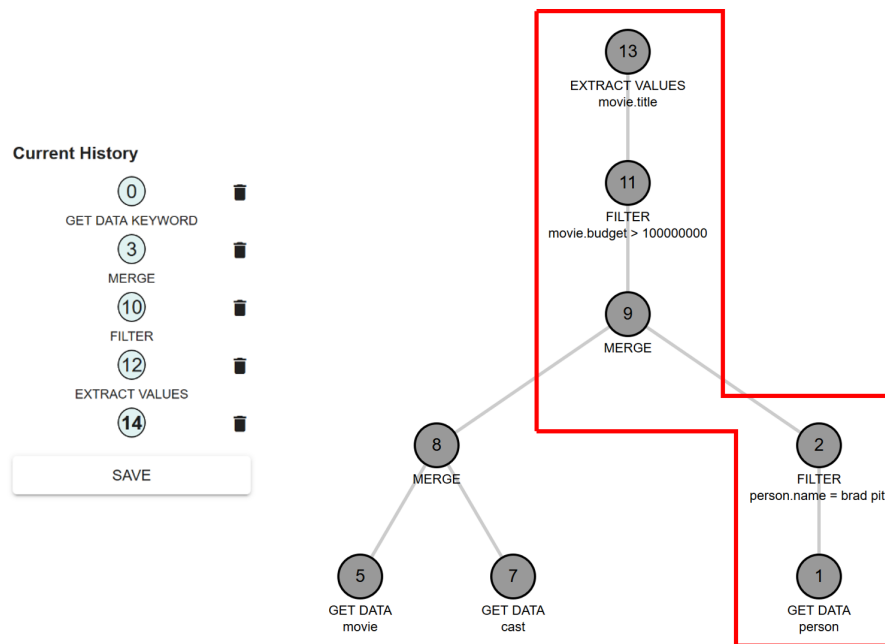 Current History
0
GET DATA KEYWORD
3
MERGE
10
FILTER
12
EXTRACT VALUES
14
SAVE
13
EXTRACT VALUES
movie.title
11
FILTER
movie.budget > 100000000
9
MERGE
8
MERGE
2
FILTER
person.name = brad pit
5
GET DATA
movie
7
GET DATA
cast
1
GET DATA
person